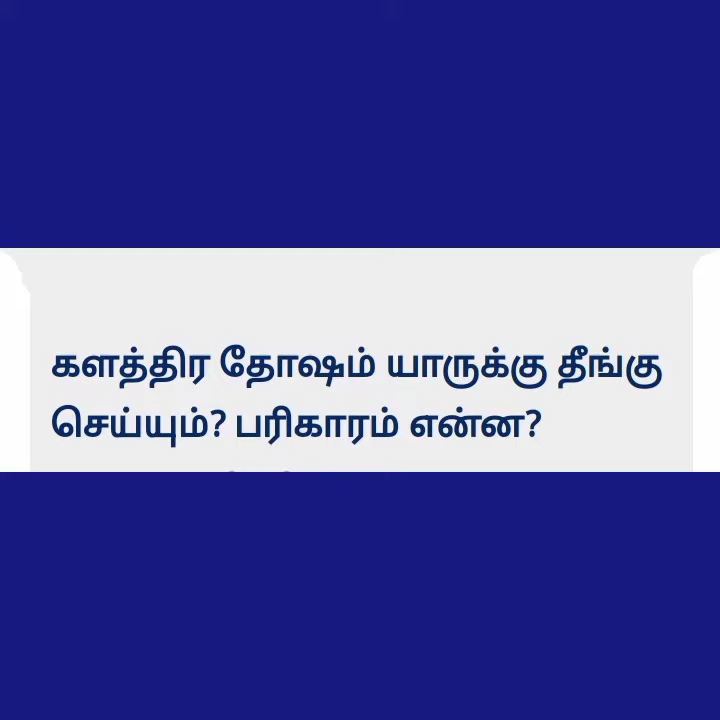 களத்திர தோஷம் யாருக்கு தீங்கு
செய்யும்? பரிகாரம் என்ன?